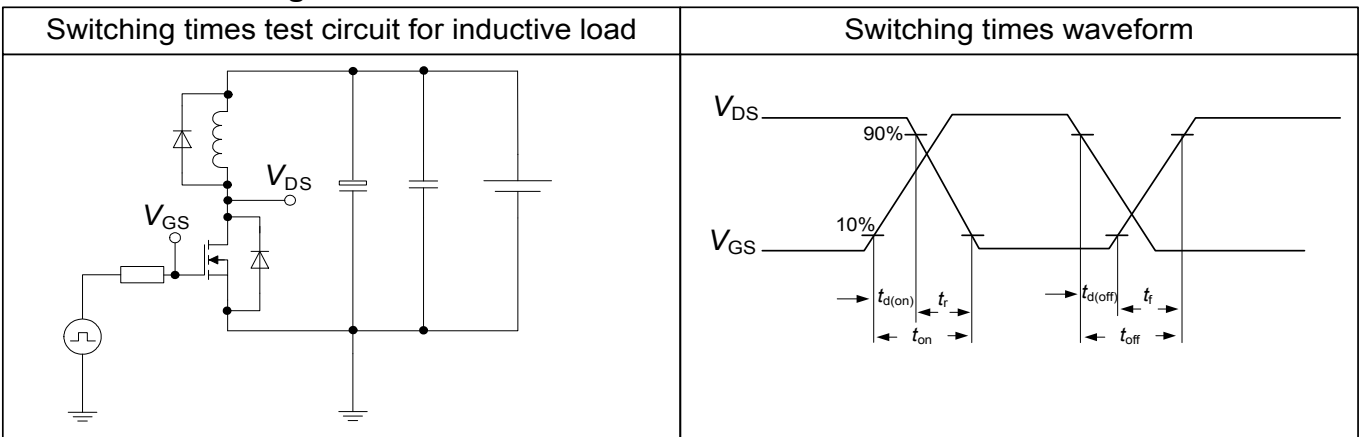 Switching times test circuit for inductive load
Switching times waveform
VDS
VGS
VDS
90%
10%
VGS
td(on) tr
td(off) tf
ton
toff